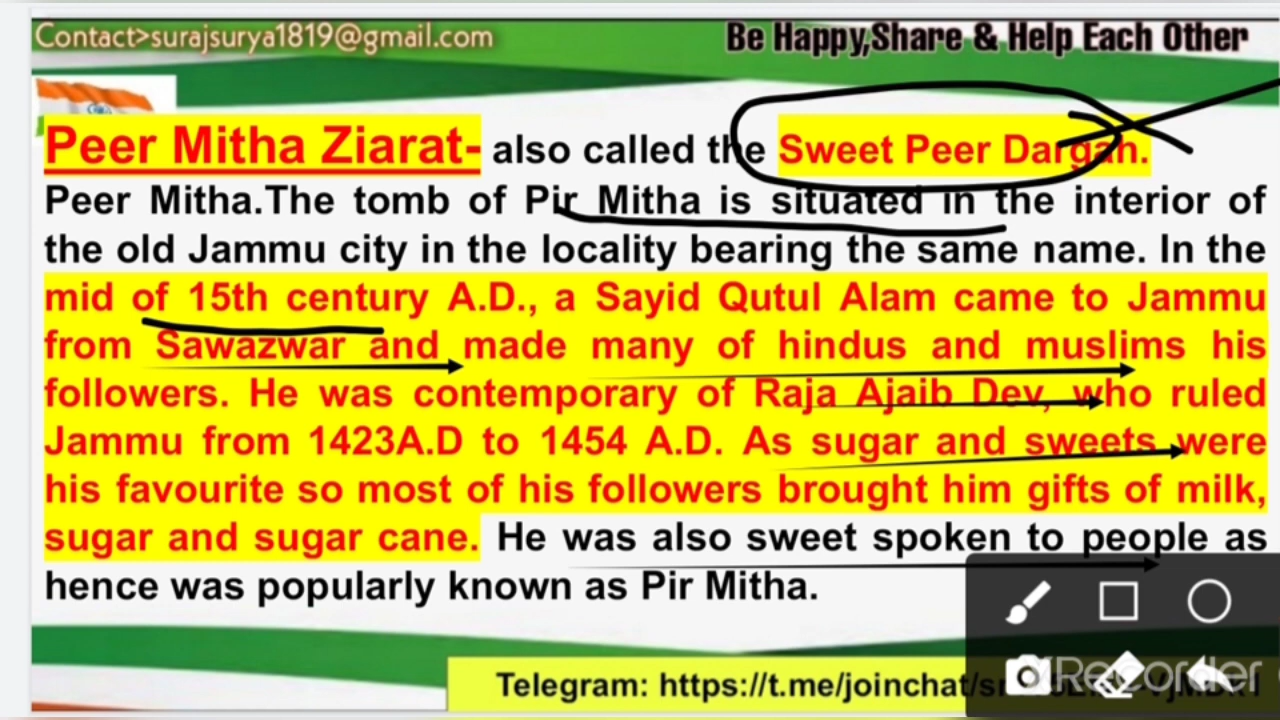 Contact>surajsurya1819@gmail.com
Be Happy,Share & Help Each Other
Peer Mitha Ziarat- also called the Sweet Peer Dargah.
Peer Mitha.The tomb of Pir Mitha is situated in the interior of
the old Jammu city in the locality bearing the same name. In the
mid of 15th century A.D., a Sayid Qutul Alam came to Jammu
from Sawazwar and made many of hindus and muslims his
followers. He was contemporary of Raja Ajaib Dev, who ruled
Jammu from 1423A.D to 1454 A.D. As sugar and sweets were
his favourite so most of his followers brought him gifts of milk,
sugar and sugar cane. He was also sweet spoken to people as
hence was popularly known as Pir Mitha.
Telegram: https://t.me/joinchat/
XRecorder